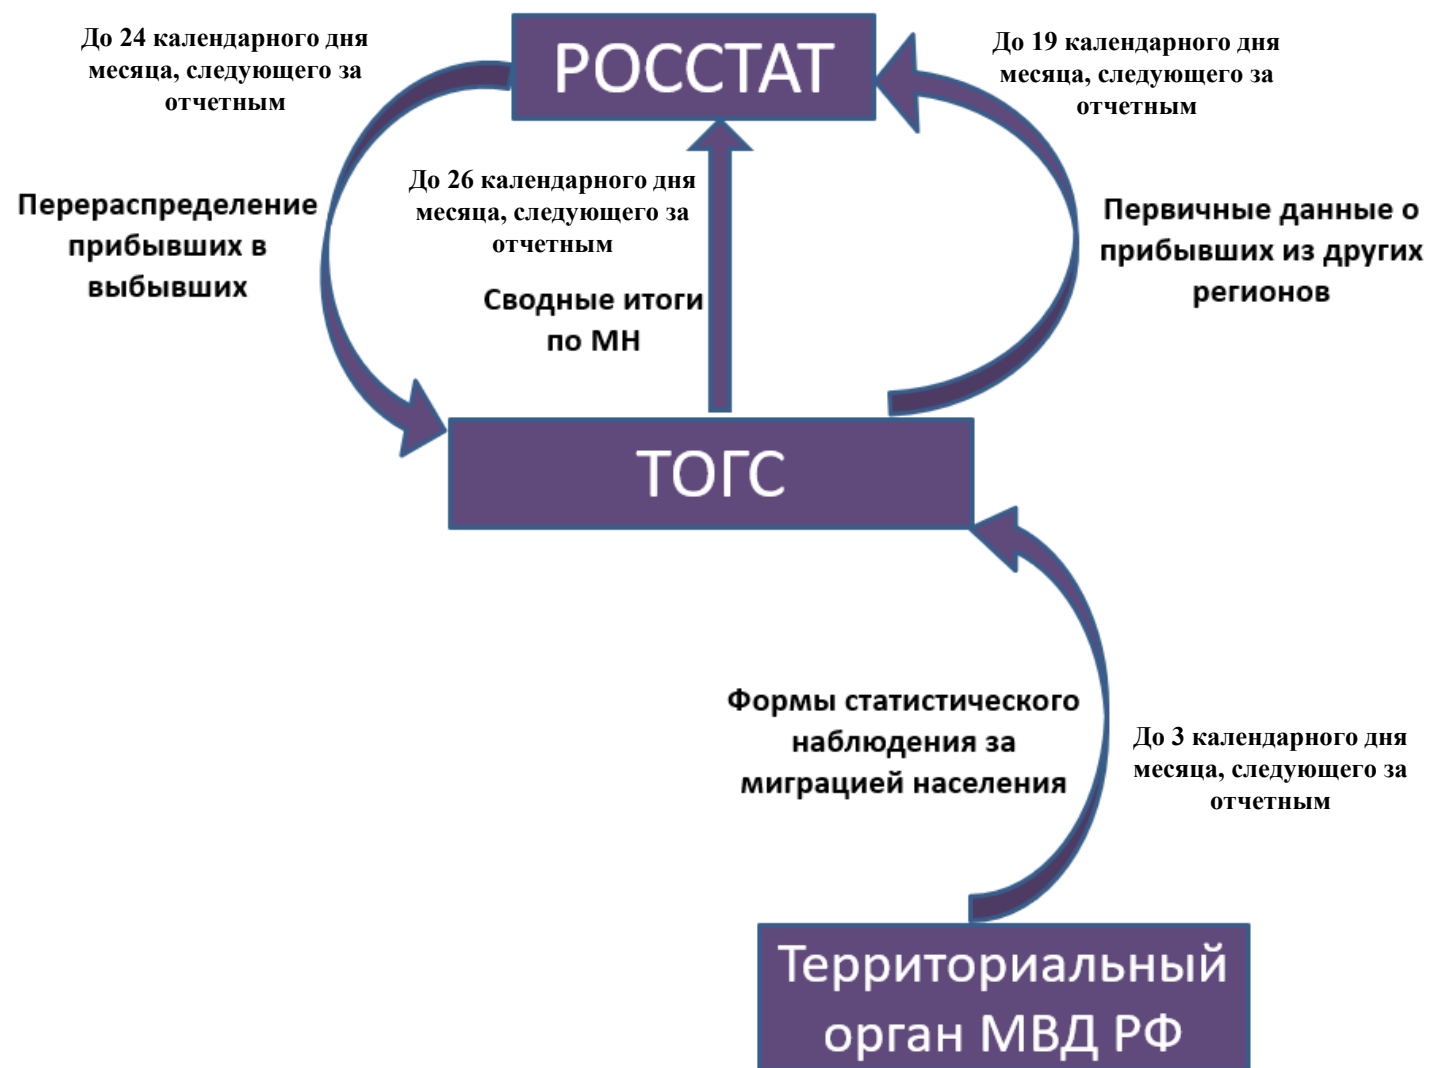 До 24 календарного дня
месяца, следующего за
отчетным
РОССТАТ
До 19 календарного дня
месяца, следующего за
отчетным
Перераспределение
прибывших в
выбывших
До 26 календарного дня
месяца, следующего за
отчетным
Сводные итоги
по МН
Первичные данные о
прибывших из других
регионов
ТОГС
Формы статистического
наблюдения за
миграцией населения
До 3 календарного дня
месяца, следующего за
отчетным
Территориальный
орган МВД РФ